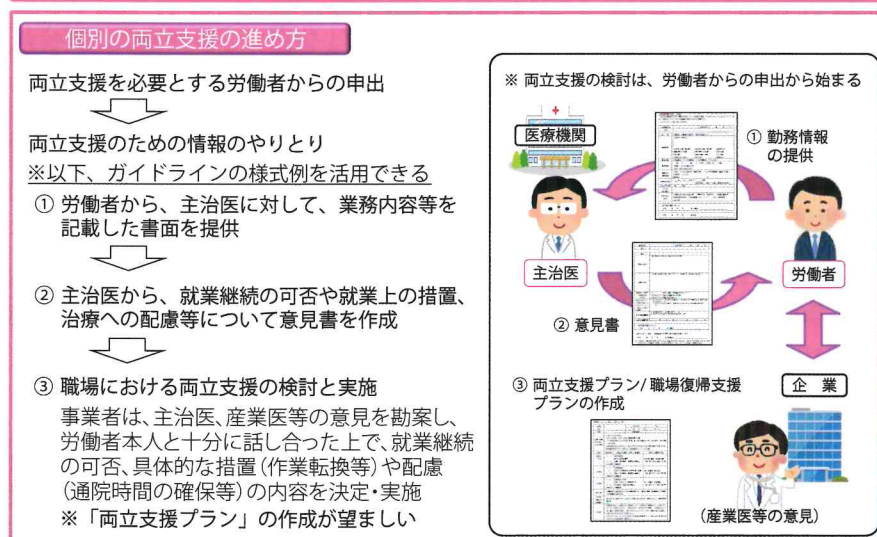 個別の両立支援の進め方
両立支援を必要とする労働者からの申出
両立支援のための情報のやりとり
※以下、ガイドラインの様式例を活用できる
① 労働者から、主治医に対して、業務内容等を
記載した書面を提供
② 主治医から、就業継続の可否や就業上の措置、
治療への配慮等について意見書を作成
③ 職場における両立支援の検討と実施
事業者は、主治医、産業医等の意見を勘案し、
労働者本人と十分に話し合った上で、就業継続
の可否、具体的な措置(作業転換等)や配慮
(通院時間の確保等)の内容を決定・実施
※「両立支援プラン」の作成が望ましい
※ 両立支援の検討は、労働者からの申出から始まる
医療機関
① 勤務情報
の提供
主治医
労働者
② 意見書
③ 両立支援プラン/職場復帰支援
プランの作成
企 業
(産業医等の意見)